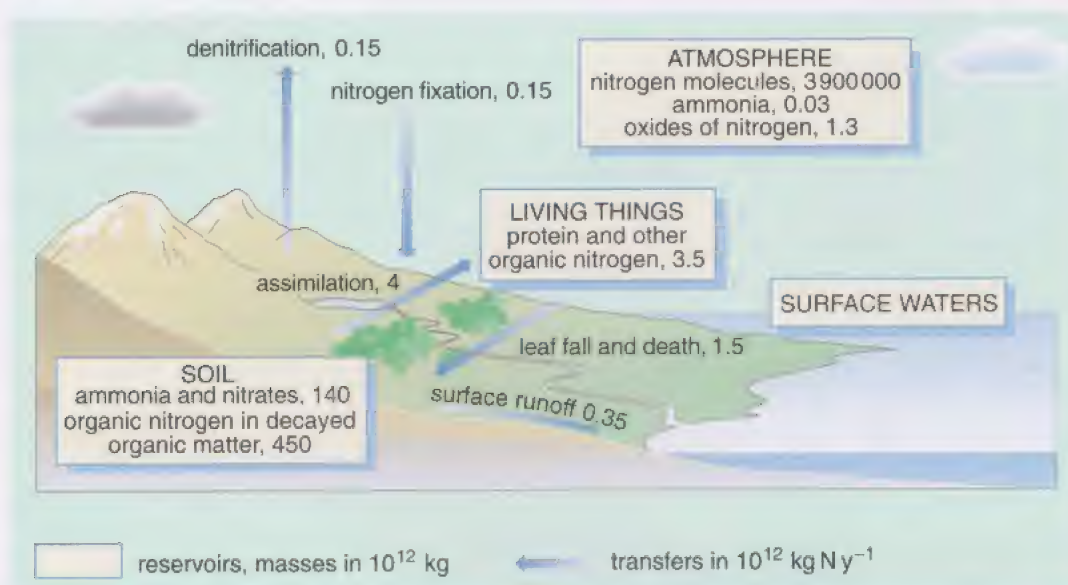 denitrification, 0.15
nitrogen fixation, 0.15
ATMOSPHERE
nitrogen molecules, 3900000
ammonia, 0.03
oxides of nitrogen, 1.3
LIVING THINGS
protein and other
organic nitrogen, 3.5
assimilation, 4
SURFACE WATERS
leaf fall and death, 1.5
SOIL
ammonia and nitrates, 140
organic nitrogen in decayed
organic matter, 450
surface runoff 0.35
reservoirs, masses in 10¹² kg
transfers in 10¹² kg N y⁻¹